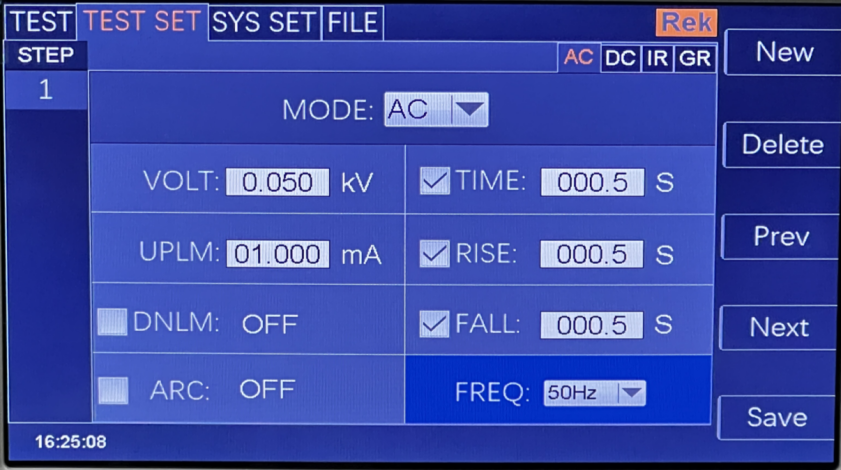 TEST TEST SET SYS SET FILE Rek
STEP AC DC IR GR
1
MODE: AC
VOLT: 0.050 kV TIME: 000.5 S
UPLM: 01.000 mA RISE: 000.5 S
DNLM: OFF FALL: 000.5 S
ARC: OFF FREQ: 50Hz
16:25:08
New
Delete
Prev
Next
Save